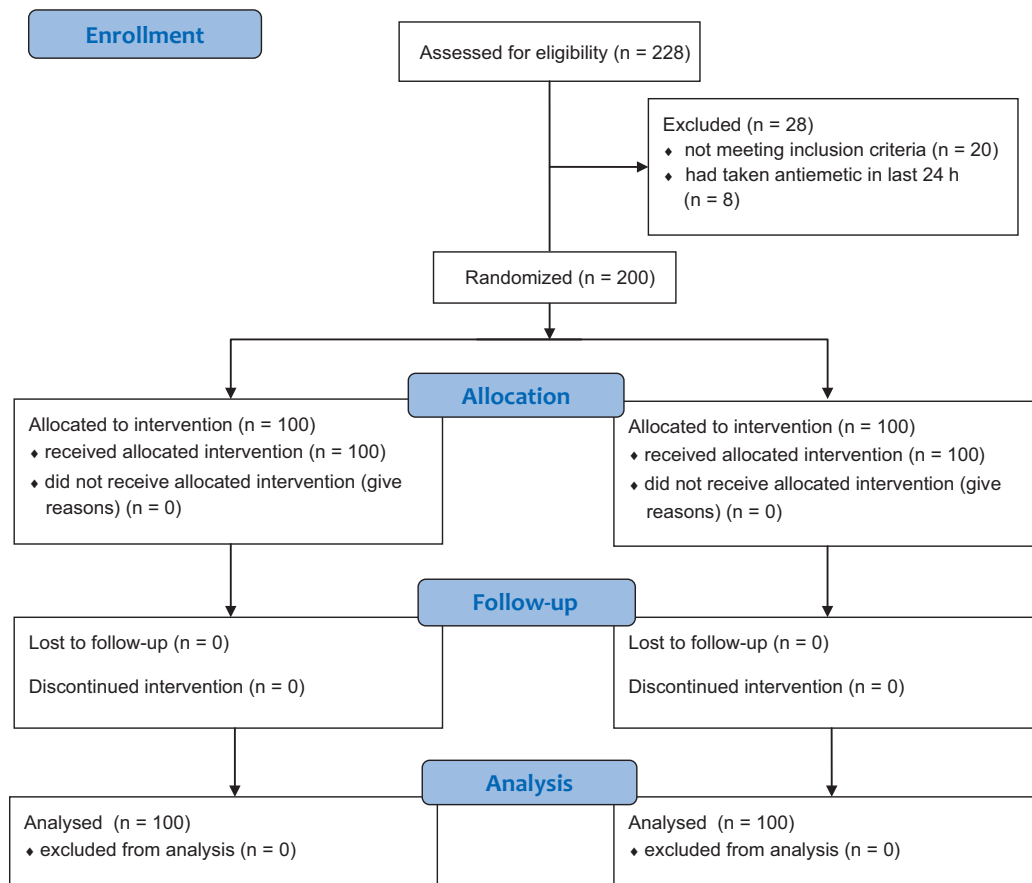 Enrollment
Assessed for eligibility (n = 228)
Excluded (n = 28)
♦ not meeting inclusion criteria (n = 20)
♦ had taken antiemetic in last 24 h
(n = 8)
Randomized (n = 200)
Allocation
Allocated to intervention (n = 100)
♦ received allocated intervention (n = 100)
♦ did not receive allocated intervention (give
reasons) (n = 0)
Allocated to intervention (n = 100)
♦ received allocated intervention (n = 100)
♦ did not receive allocated intervention (give
reasons) (n = 0)
Follow-up
Lost to follow-up (n = 0)
Discontinued intervention (n = 0)
Lost to follow-up (n = 0)
Discontinued intervention (n = 0)
Analysis
Analysed (n = 100)
♦ excluded from analysis (n = 0)
Analysed (n = 100)
♦ excluded from analysis (n = 0)